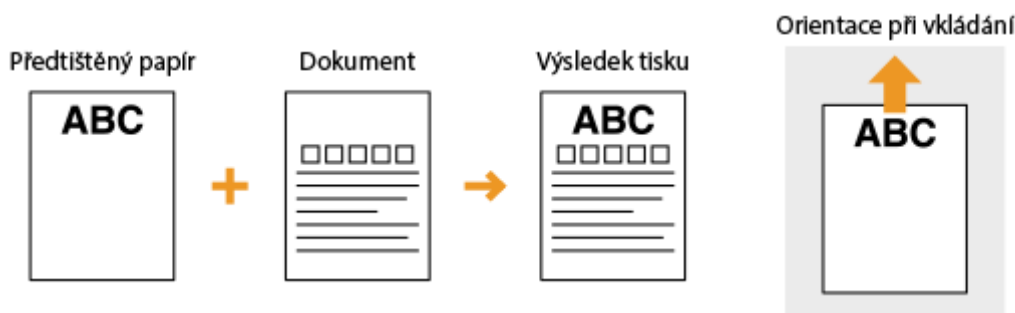 Orientace při vkládání
Předtištěný papír
Dokument
Výsledek tisku
ABC
ABC
ABC